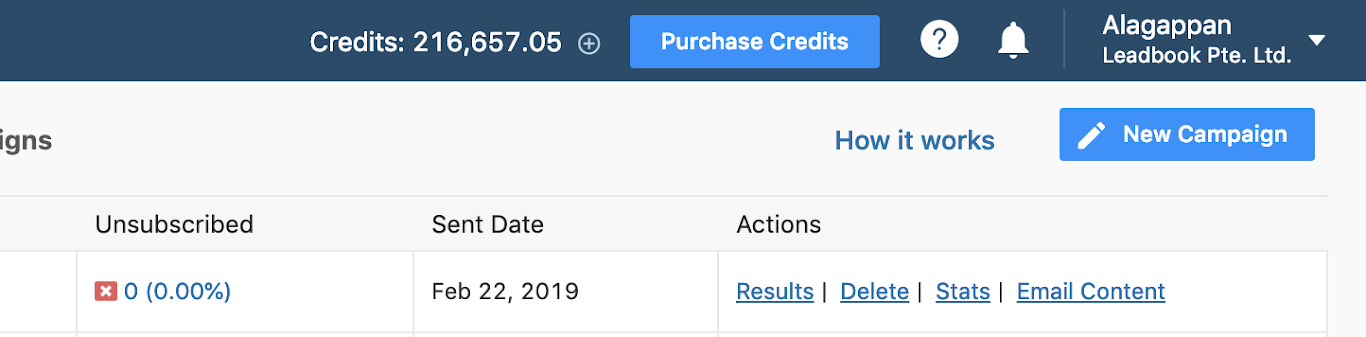 Credits: 216,657.05
Purchase Credits
?
Alagappan
Leadbook Pte. Ltd.
igns
How it works
New Campaign
Unsubscribed
Sent Date
Actions
0 (0.00%)
Feb 22, 2019
Results | Delete | Stats | Email Content